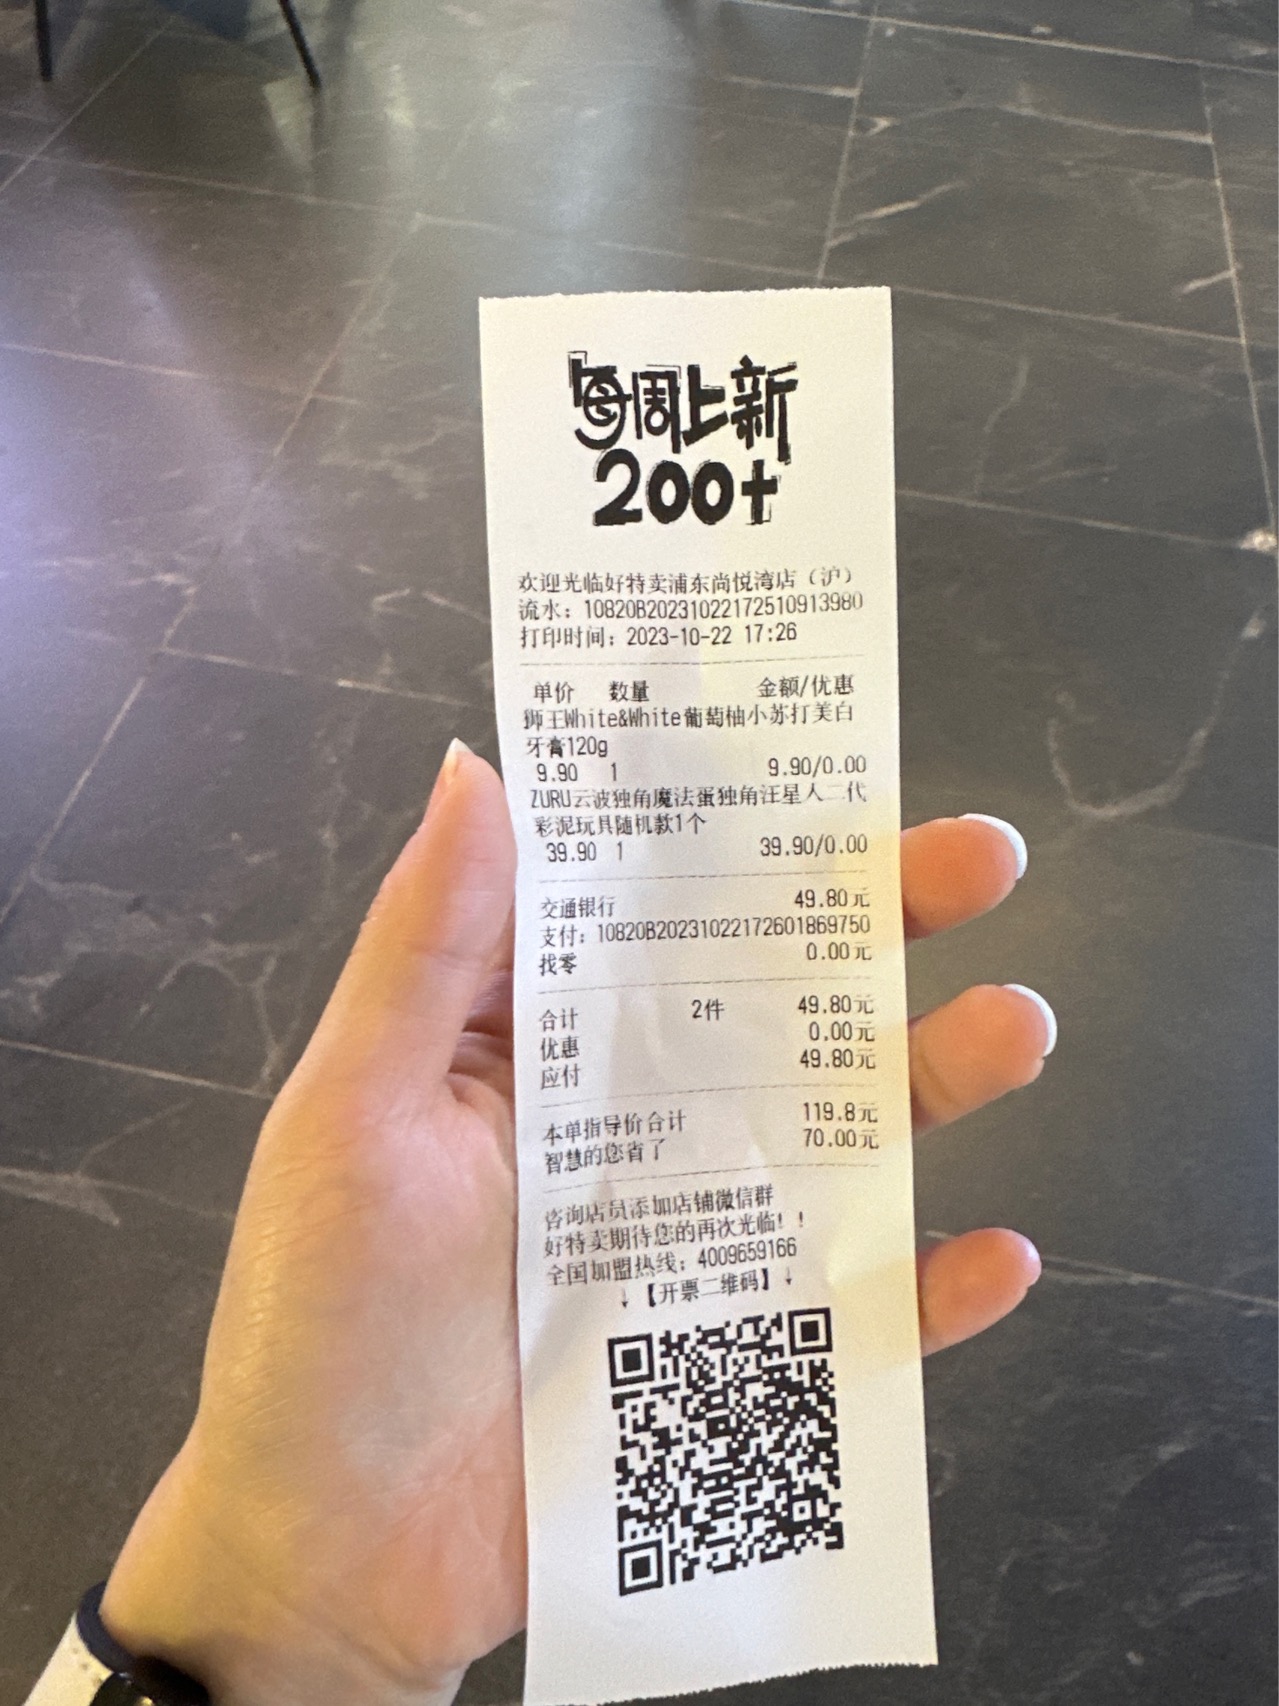 每周上新
200+
欢迎光临好特卖浦东尚悦湾店（沪）
流水：10820B20231022172510913980
打印时间：2023-10-22 17:26
单价 数量 金额/优惠
狮王White&White葡萄柚小苏打美白
牙膏120g
9.90 1 9.90/0.00
ZURU云波独角魔法蛋独角汪星人二代
彩泥玩具随机款1个
39.90 1 39.90/0.00
交通银行 49.80元
支付：10820B20231022172601869750
找零 0.00元
合计 2件 49.80元
优惠 0.00元
应付 49.80元
本单指导价合计 119.8元
智慧的您省了 70.00元
咨询店员添加店铺微信群
好特卖期待您的再次光临！！
全国加盟热线：4009659166
↓【开票二维码】↓